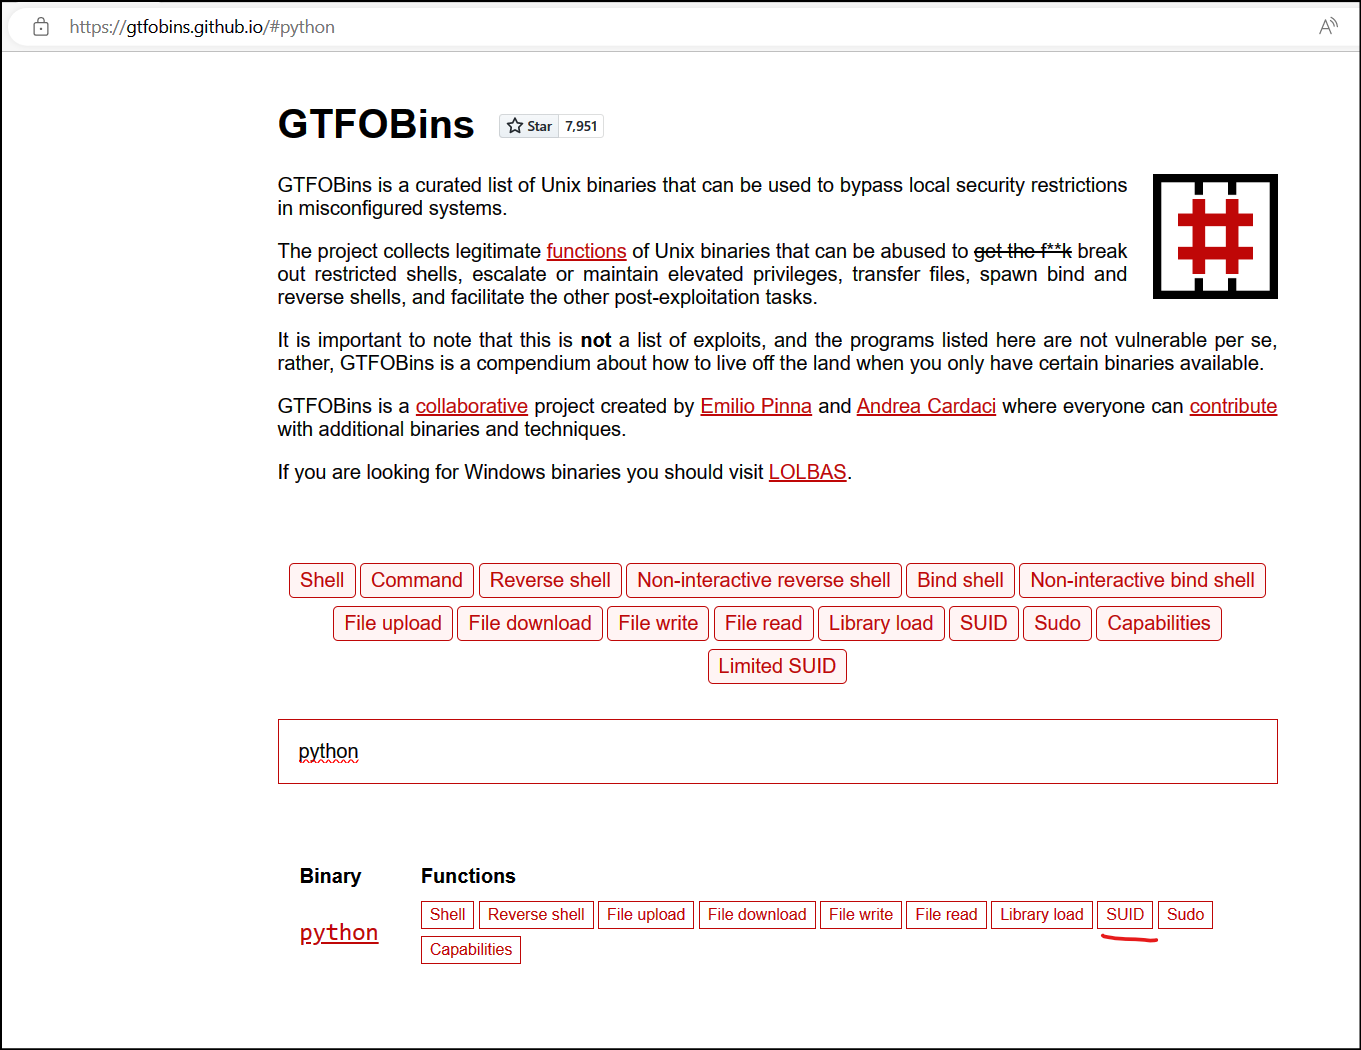 https://gtfobins.github.io/#python
GTFOBins
Star 7,951
GTFOBins is a curated list of Unix binaries that can be used to bypass local security restrictions
in misconfigured systems.
The project collects legitimate functions of Unix binaries that can be abused to get the f**k break
out restricted shells, escalate or maintain elevated privileges, transfer files, spawn bind and
reverse shells, and facilitate the other post-exploitation tasks.
It is important to note that this is not a list of exploits, and the programs listed here are not vulnerable per se,
rather, GTFOBins is a compendium about how to live off the land when you only have certain binaries available.
GTFOBins is a collaborative project created by Emilio Pinna and Andrea Cardaci where everyone can contribute
with additional binaries and techniques.
If you are looking for Windows binaries you should visit LOLBAS.
Shell Command Reverse shell Non-interactive reverse shell Bind shell Non-interactive bind shell
File upload File download File write File read Library load SUID Sudo Capabilities
Limited SUID
python
Binary Functions
python Shell Reverse shell File upload File download File write File read Library load SUID Sudo
Capabilities